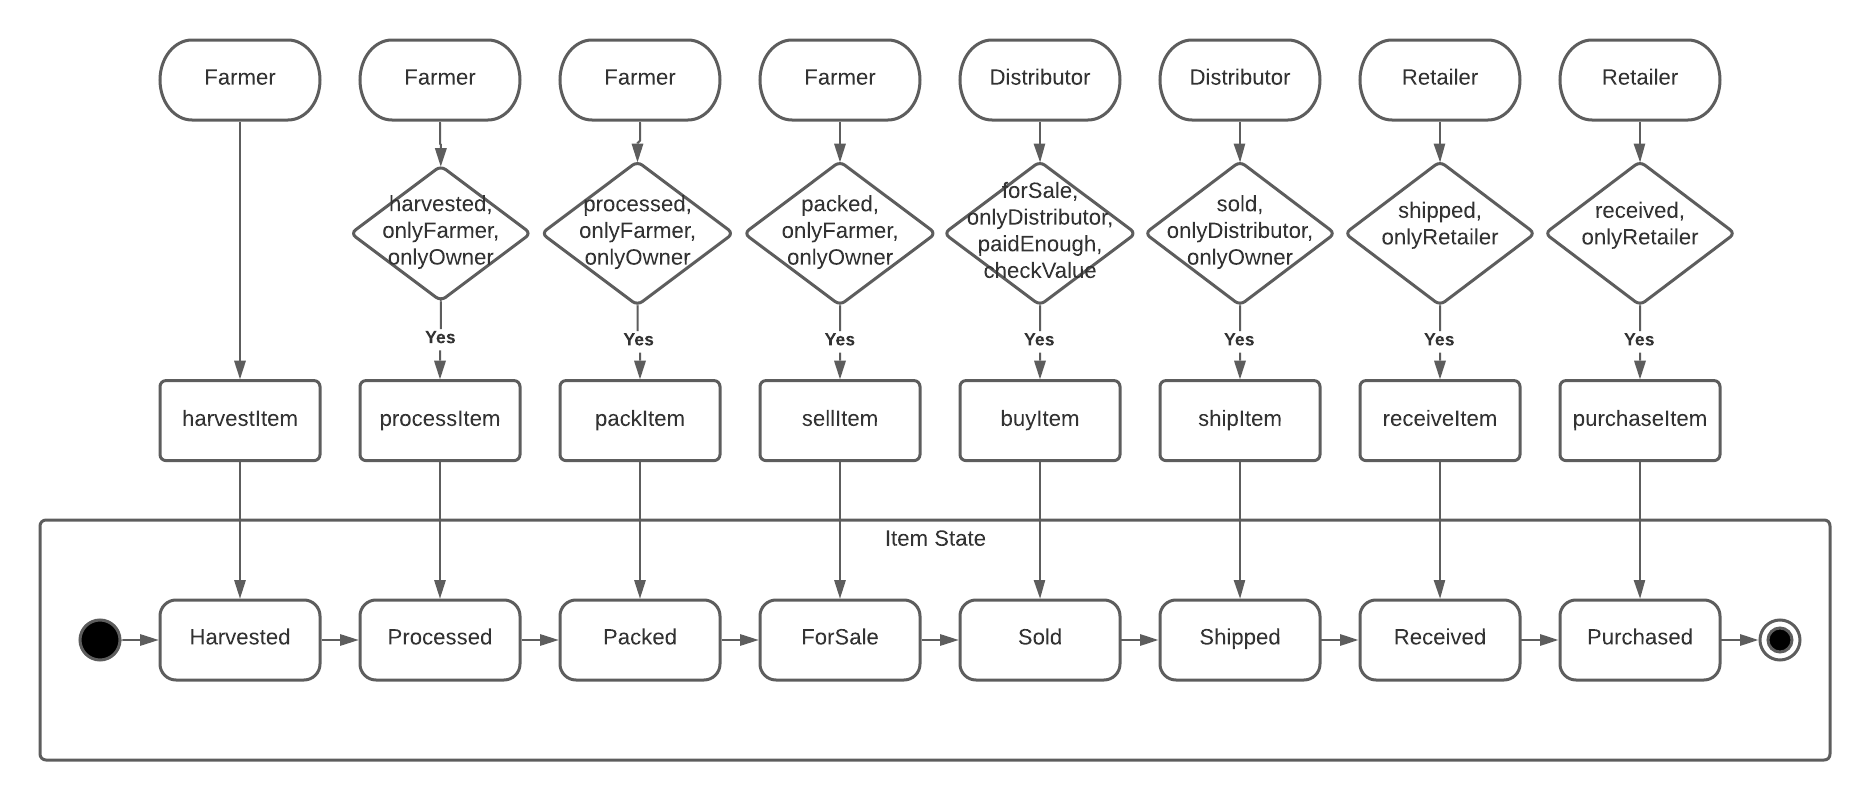 Farmer
Farmer
Farmer
Farmer
Distributor
Distributor
Retailer
Retailer
harvested,
onlyFarmer,
onlyOwner
processed,
onlyFarmer,
onlyOwner
packed,
onlyFarmer,
onlyOwner
forSale,
onlyDistributor,
paidEnough,
checkValue
sold,
onlyDistributor,
onlyOwner
shipped,
onlyRetailer
received,
onlyRetailer
Yes
Yes
Yes
Yes
Yes
Yes
Yes
harvestItem
processItem
packItem
sellItem
buyItem
shipItem
receiveItem
purchaseItem
Item State
Harvested
Processed
Packed
ForSale
Sold
Shipped
Received
Purchased